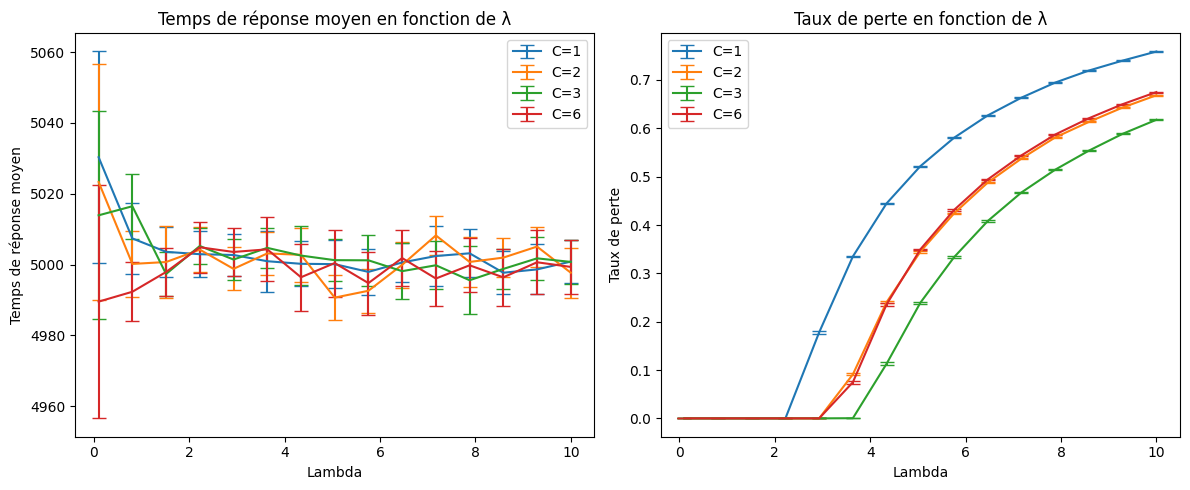 Temps de réponse moyen en fonction de λ
Temps de réponse moyen
5060
5040
5020
5000
4980
4960
C=1
C=2
C=3
C=6
0
2
4
6
8
10
Lambda
Taux de perte en fonction de λ
Taux de perte
0.7
0.6
0.5
0.4
0.3
0.2
0.1
0.0
C=1
C=2
C=3
C=6
0
2
4
6
8
10
Lambda